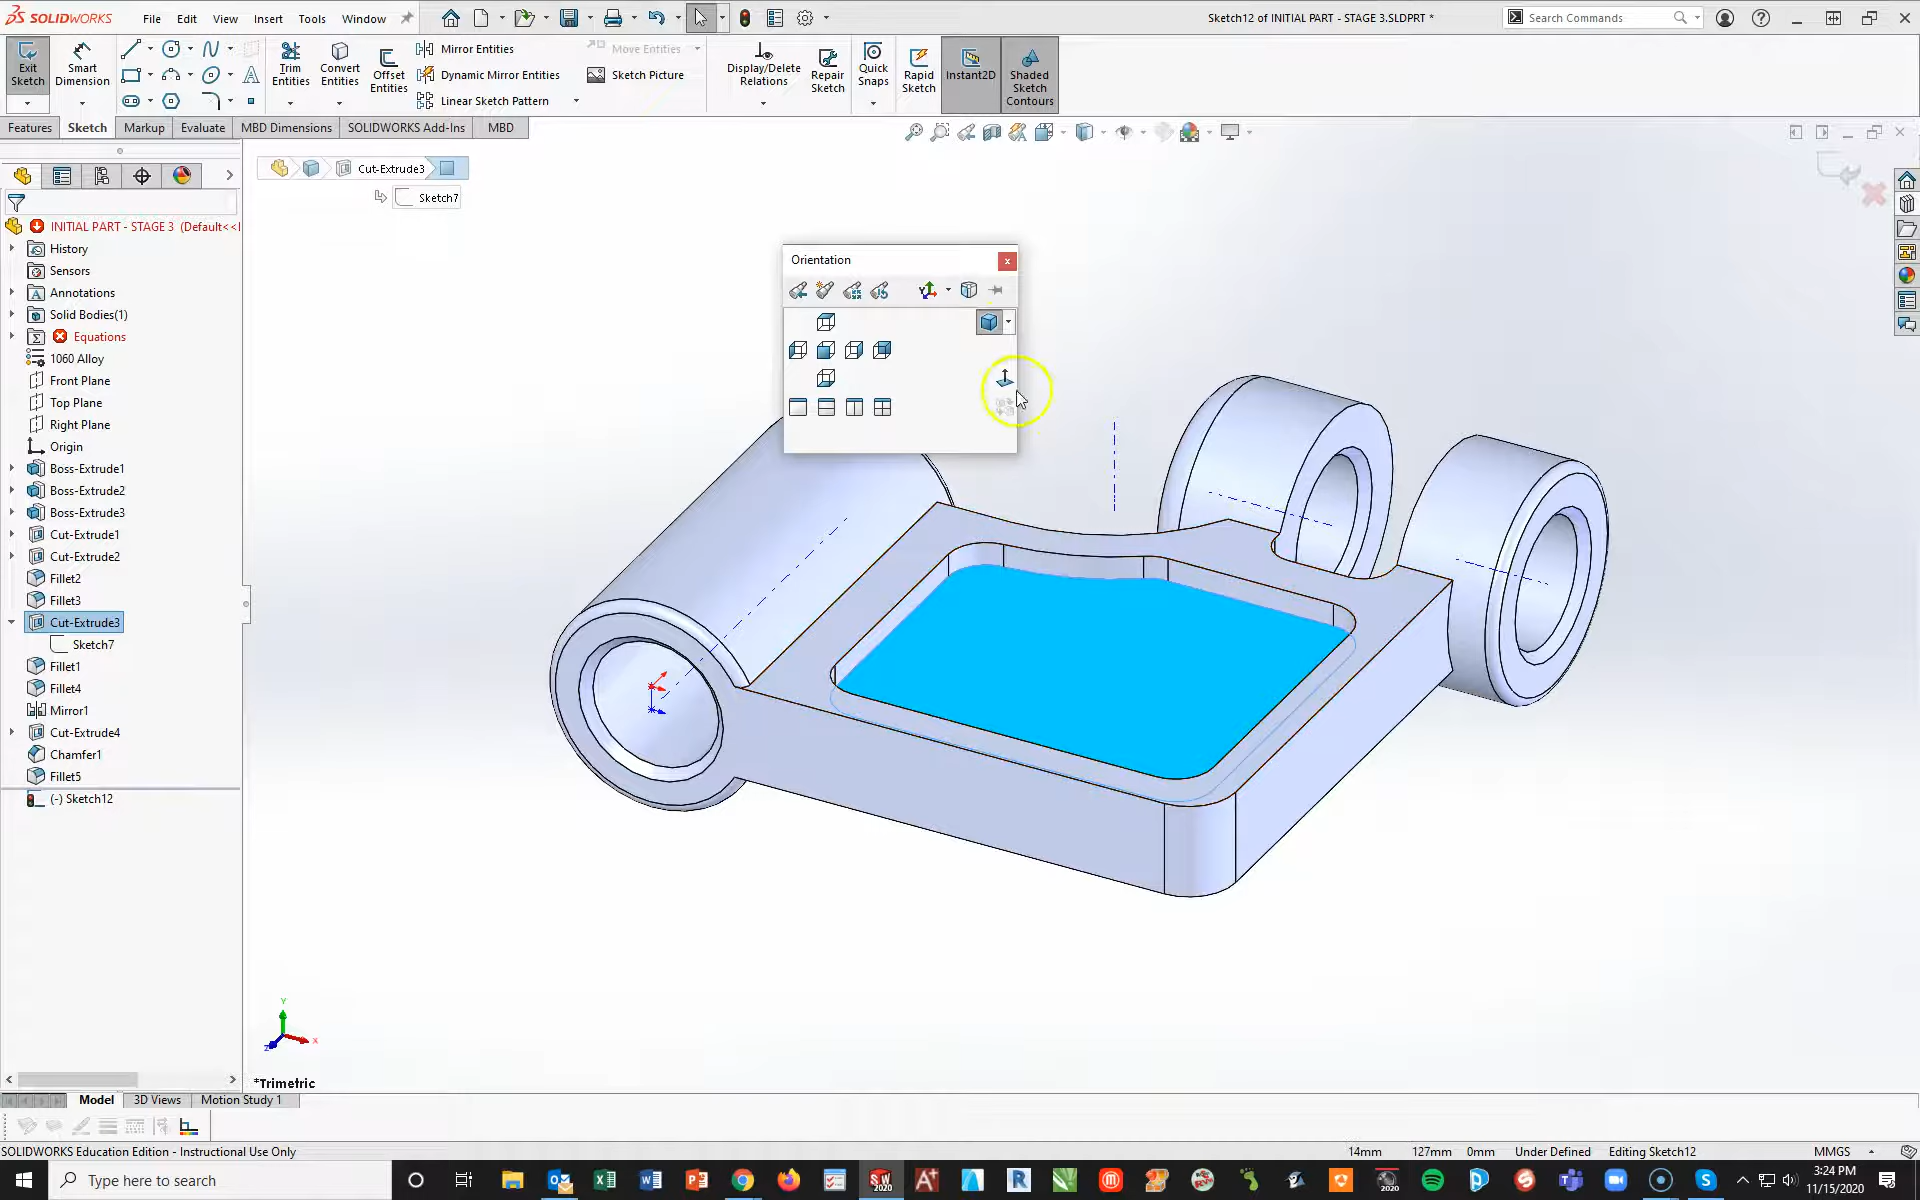 SOLIDWORKS File Edit View Insert Tools Window Sketch12 of INITIAL PART - STAGE 3.SLDPRT * Search Commands
Exit Sketch
Smart Dimension
Trim Entities
Convert Entities
Offset Entities
Mirror Entities
Dynamic Mirror Entities
Linear Sketch Pattern
Move Entities
Sketch Picture
Display/Delete Relations
Repair Sketch
Quick Snaps
Rapid Sketch
Instant2D
Shaded Sketch Contours
Features Sketch Markup Evaluate MBD Dimensions SOLIDWORKS Add-Ins MBD
Cut-Extrude3
Sketch7
INITIAL PART - STAGE 3 (Default<<
History
Sensors
Annotations
Solid Bodies(1)
Equations
1060 Alloy
Front Plane
Top Plane
Right Plane
Origin
Boss-Extrude1
Boss-Extrude2
Boss-Extrude3
Cut-Extrude1
Cut-Extrude2
Fillet2
Fillet3
Cut-Extrude3
Sketch7
Fillet1
Fillet4
Mirror1
Cut-Extrude4
Chamfer1
Fillet5
(-) Sketch12
Orientation
Y
X
Z
*Trimetric
Model 3D Views Motion Study 1
SOLIDWORKS Education Edition - Instructional Use Only 14mm 127mm 0mm Under Defined Editing Sketch12 MMGS
Type here to search
3:24 PM
11/15/2020